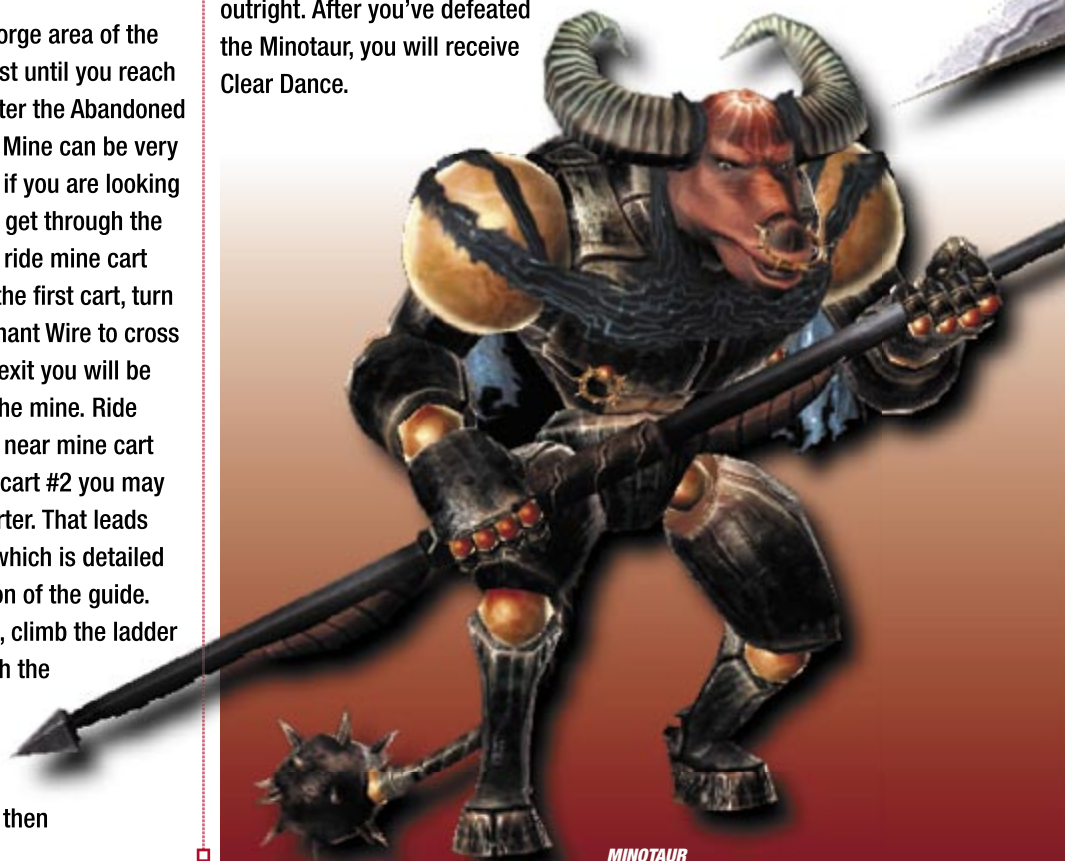 orge area of the
st until you reach
ter the Abandoned
Mine can be very
if you are looking
get through the
ride mine cart
the first cart, turn
nant Wire to cross
exit you will be
he mine. Ride
near mine cart
cart #2 you may
rter. That leads
which is detailed
on of the guide.
, climb the ladder
h the
then
outright. After you’ve defeated
the Minotaur, you will receive
Clear Dance.
MINOTAUR